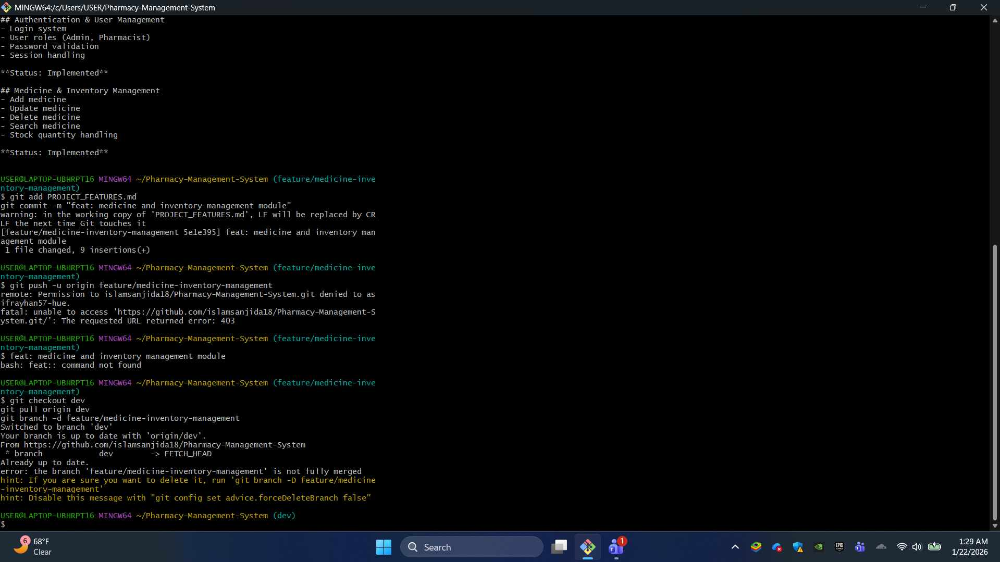 MINGW64:/c/Users/USER/Pharmacy-Management-System
## Authentication & User Management
- Login system
- User roles (Admin, Pharmacist)
- Password validation
- Session handling
**Status: Implemented**
## Medicine & Inventory Management
- Add medicine
- Update medicine
- Delete medicine
- Search medicine
- Stock quantity handling
**Status: Implemented**
USER@LAPTOP-UBHRPT16 MINGW64 ~/Pharmacy-Management-System (feature/medicine-inve
ntory-management)
$ git add PROJECT_FEATURES.md
git commit -m "feat: medicine and inventory management module"
warning: in the working copy of 'PROJECT_FEATURES.md', LF will be replaced by CR
LF the next time Git touches it
[feature/medicine-inventory-management 5e1e395] feat: medicine and inventory man
agement module
 1 file changed, 9 insertions(+)
USER@LAPTOP-UBHRPT16 MINGW64 ~/Pharmacy-Management-System (feature/medicine-inve
ntory-management)
$ git push -u origin feature/medicine-inventory-management
remote: Permission to islamsanjida18/Pharmacy-Management-System.git denied to as
ifrayhan57-hue.
fatal: unable to access 'https://github.com/islamsanjida18/Pharmacy-Management-S
ystem.git/': The requested URL returned error: 403
USER@LAPTOP-UBHRPT16 MINGW64 ~/Pharmacy-Management-System (feature/medicine-inve
ntory-management)
$ feat: medicine and inventory management module
bash: feat:: command not found
USER@LAPTOP-UBHRPT16 MINGW64 ~/Pharmacy-Management-System (feature/medicine-inve
ntory-management)
$ git checkout dev
git pull origin dev
git branch -d feature/medicine-inventory-management
Switched to branch 'dev'
Your branch is up to date with 'origin/dev'.
From https://github.com/islamsanjida18/Pharmacy-Management-System
 * branch            dev        -> FETCH_HEAD
Already up to date.
error: the branch 'feature/medicine-inventory-management' is not fully merged
hint: If you are sure you want to delete it, run 'git branch -D feature/medicine
-inventory-management'
hint: Disable this message with "git config set advice.forceDeleteBranch false"
USER@LAPTOP-UBHRPT16 MINGW64 ~/Pharmacy-Management-System (dev)
$
6
68°F
Clear
Search
T
1
EPIC
T
1:29 AM
1/22/2026